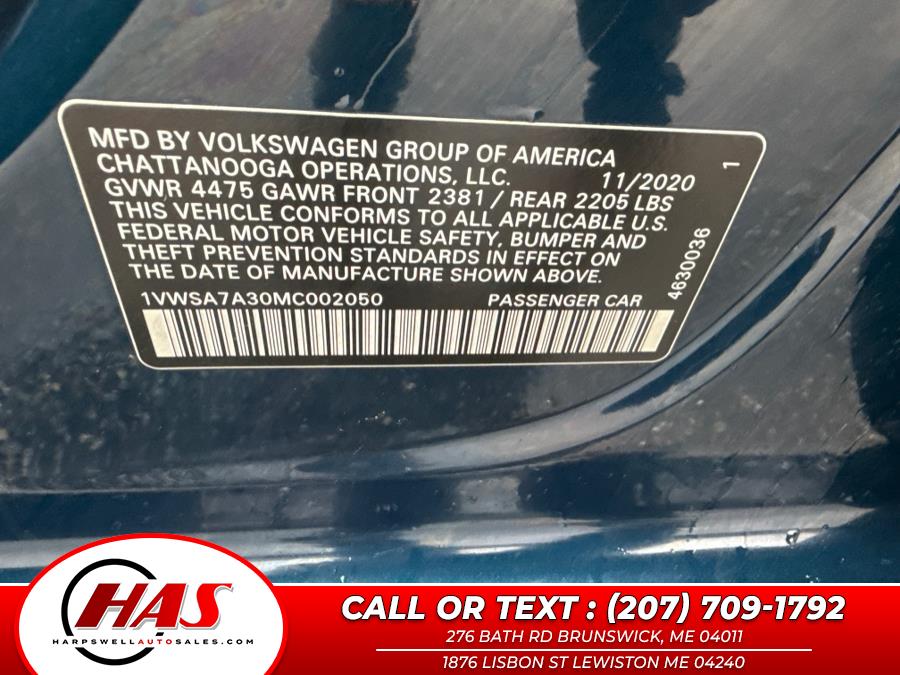 MFD BY VOLKSWAGEN GROUP OF AMERICA
CHATTANOOGA OPERATIONS, LLC. 11/2020
GVWR 4475 GAWR FRONT 2381 / REAR 2205 LBS
THIS VEHICLE CONFORMS TO ALL APPLICABLE U.S.
FEDERAL MOTOR VEHICLE SAFETY, BUMPER AND
THEFT PREVENTION STANDARDS IN EFFECT ON
THE DATE OF MANUFACTURE SHOWN ABOVE.
1VWSA7A30MC002050 PASSENGER CAR
4630036 1
HAS
HARPSWELLAUTOSALES.COM
CALL OR TEXT : (207) 709-1792
276 BATH RD BRUNSWICK, ME 04011
1876 LISBON ST LEWISTON ME 04240